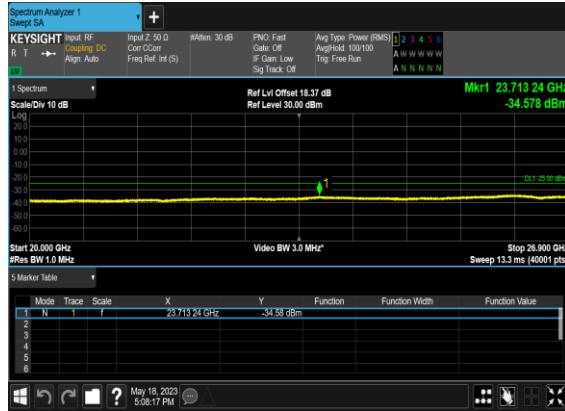 Spectrum Analyzer 1
Swept SA
+
KEYSIGHT Input: RF Input Z: 50 Ω #Atten: 30 dB PNO: Fast Avg Type: Power (RMS) 1 2 3 4 5 6
R T Coupling: DC Corr CCorr Gate: Off Avg|Hold: 100/100 A W W W W W
Align: Auto Freq Ref: Int (S) IF Gain: Low Trig: Free Run
Sig Track: Off A N N N N N
1 Spectrum Ref Lvl Offset 18.37 dB Mkr1 23.713 24 GHz
Scale/Div 10 dB Ref Level 30.00 dBm -34.578 dBm
Log
20.0
10.0
0.00
-10.0
-20.0
DL1 -25.00 dBm
1
-30.0
-40.0
-50.0
-60.0
Start 20.000 GHz Video BW 3.0 MHz* Stop 26.900 GHz
#Res BW 1.0 MHz Sweep 13.3 ms (40001 pts)
5 Marker Table
Mode Trace Scale X Y Function Function Width Function Value
1 N 1 f 23.713 24 GHz -34.58 dBm
2
3
4
5
6
? May 18, 2023
5:08:17 PM